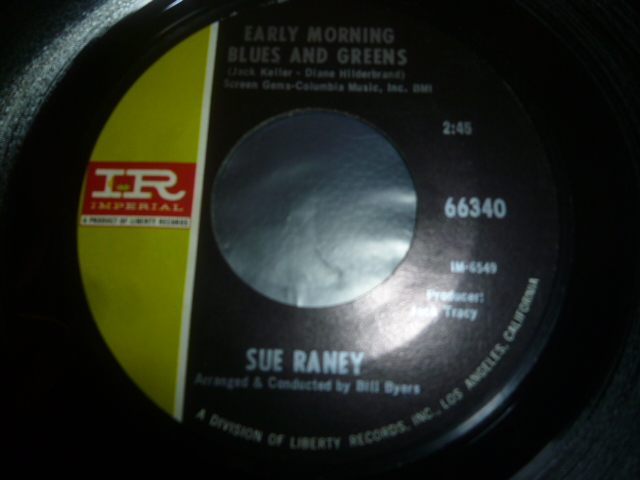 EARLY MORNING
BLUES AND GREENS
(Jack Keller - Diane Hilderbrand)
Screen Gems-Columbia Music, Inc. BMI
2:45
IR
IMPERIAL
A PRODUCT OF LIBERTY RECORDS
66340
IM-6549
Producer:
Jack Tracy
SUE RANEY
Arranged & Conducted by Bill Byers
A DIVISION OF LIBERTY RECORDS, INC., LOS ANGELES, CALIFORNIA